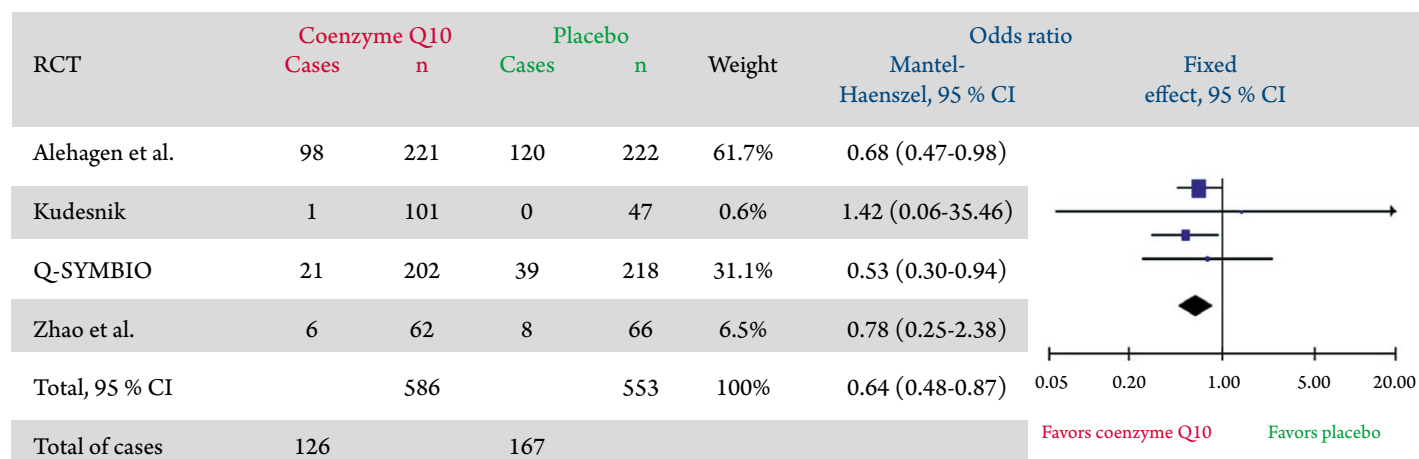 Coenzyme Q10 Placebo Odds ratio
RCT Cases n Cases n Weight Mantel- Fixed
Haenszel, 95 % CI effect, 95 % CI
Alehagen et al. 98 221 120 222 61.7% 0.68 (0.47-0.98)
Kudesnik 1 101 0 47 0.6% 1.42 (0.06-35.46)
Q-SYMBIO 21 202 39 218 31.1% 0.53 (0.30-0.94)
Zhao et al. 6 62 8 66 6.5% 0.78 (0.25-2.38)
Total, 95 % CI 586 553 100% 0.64 (0.48-0.87)
0.05 0.20 1.00 5.00 20.00
Favors coenzyme Q10 Favors placebo
Total of cases 126 167